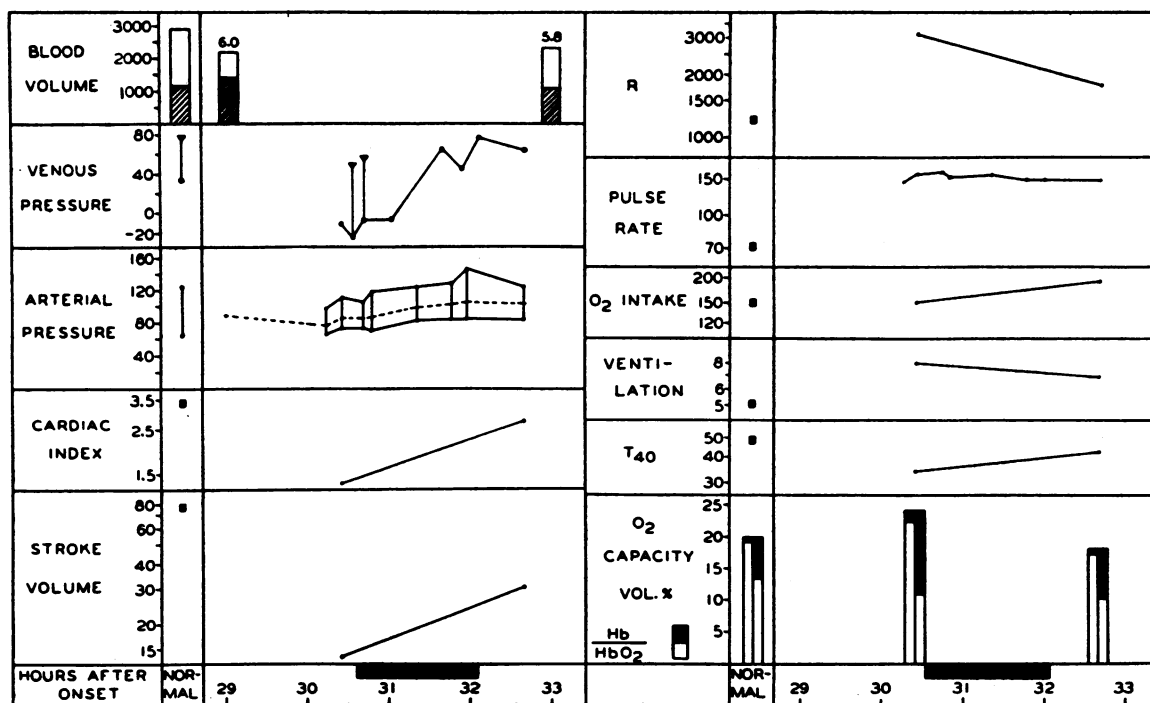 BLOOD
VOLUME
3000
2000
1000
6.0
5.8
VENOUS
PRESSURE
80
40
0
-20
ARTERIAL
PRESSURE
160
120
80
40
CARDIAC
INDEX
3.5
2.5
1.5
STROKE
VOLUME
80
60
40
30
20
15
HOURS AFTER
ONSET
NOR-
MAL
29 30 31 32 33
R
3000
2000
1500
1000
PULSE
RATE
150
100
70
O2 INTAKE
200
150
120
VENTI-
LATION
8
6
5
T40
50
40
30
O2
CAPACITY
VOL.%
25
20
15
10
5
Hb
HbO2
NOR-
MAL
29 30 31 32 33